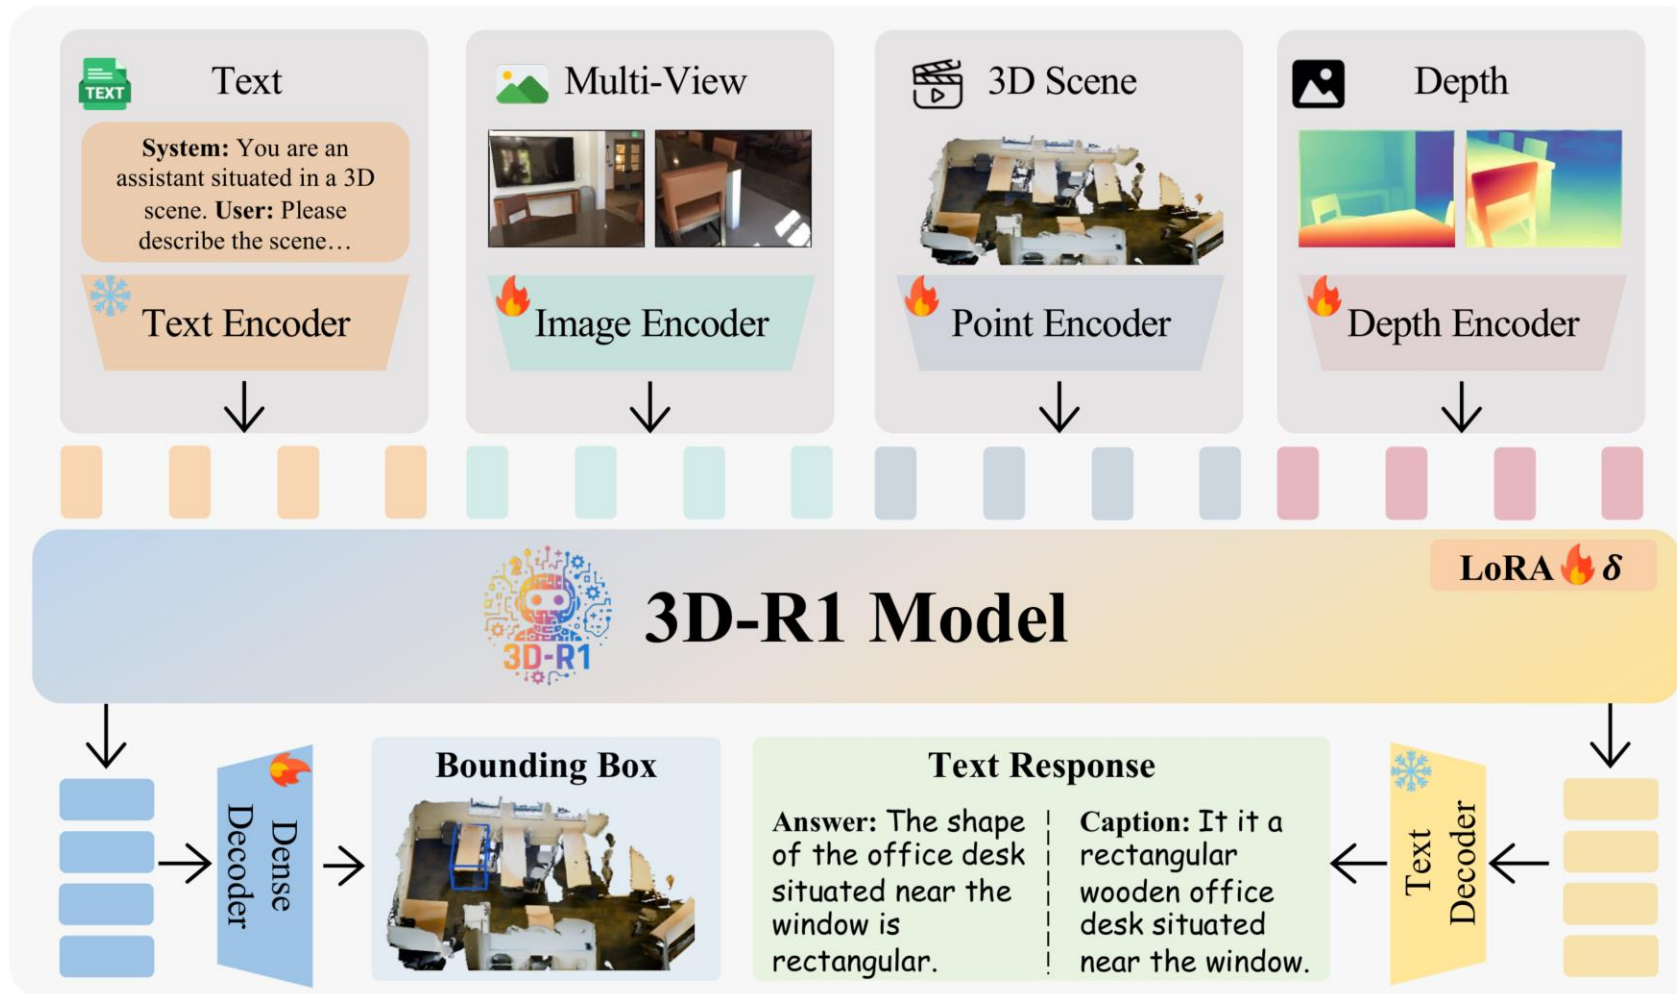 TEXT
Text
System: You are an
assistant situated in a 3D
scene. User: Please
describe the scene…
Text Encoder
Multi-View
Image Encoder
3D Scene
Point Encoder
Depth
Depth Encoder
LoRA δ
3D-R1
3D-R1 Model
Dense
Decoder
Bounding Box
Text Response
Answer: The shape
of the office desk
situated near the
window is
rectangular.
Caption: It it a
rectangular
wooden office
desk situated
near the window.
Text
Decoder